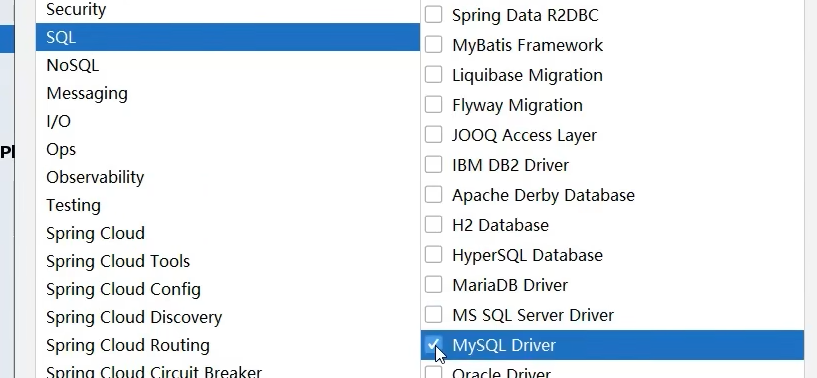 Security
SQL
NoSQL
Messaging
I/O
Ops
Observability
Testing
Spring Cloud
Spring Cloud Tools
Spring Cloud Config
Spring Cloud Discovery
Spring Cloud Routing
Spring Cloud Circuit Breaker
Spring Data R2DBC
MyBatis Framework
Liquibase Migration
Flyway Migration
JOOQ Access Layer
IBM DB2 Driver
Apache Derby Database
H2 Database
HyperSQL Database
MariaDB Driver
MS SQL Server Driver
MySQL Driver
Oracle Driver